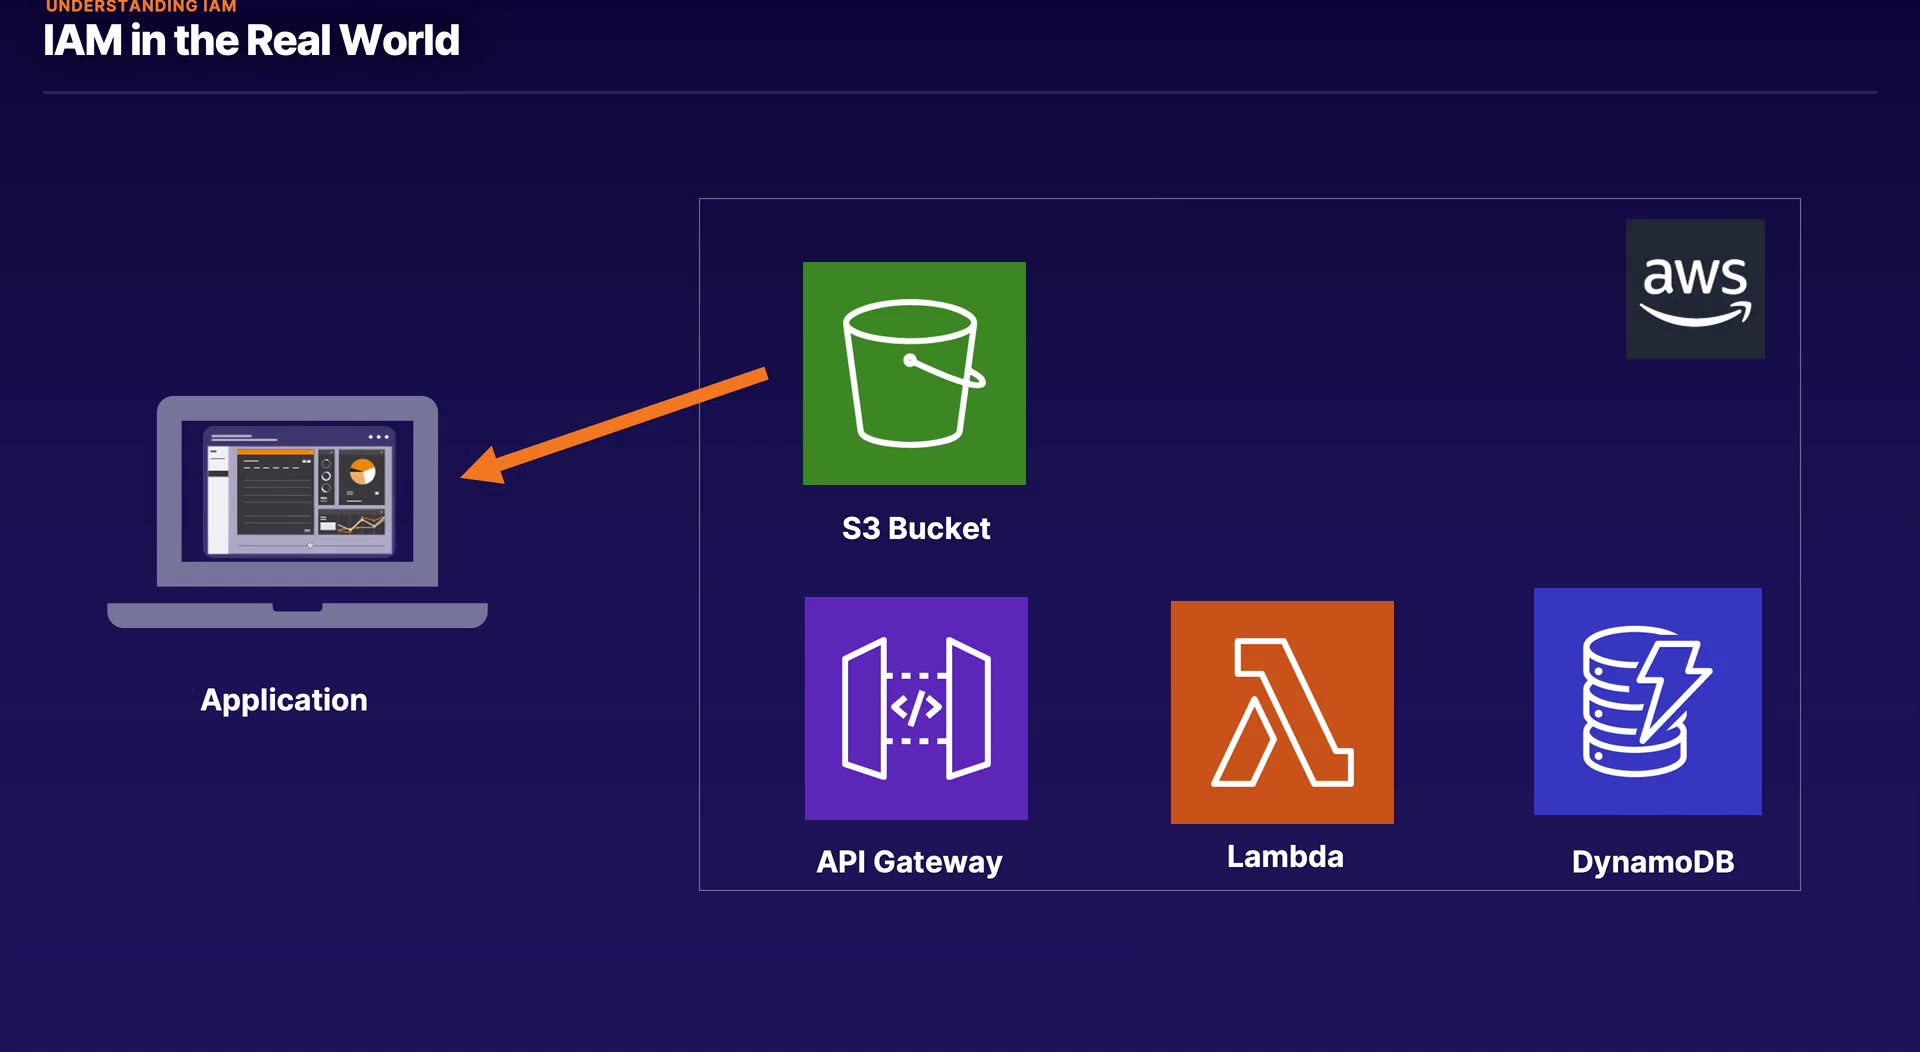 UNDERSTANDING IAM
IAM in the Real World
aws
S3 Bucket
Application
</>
API Gateway
Lambda
DynamoDB